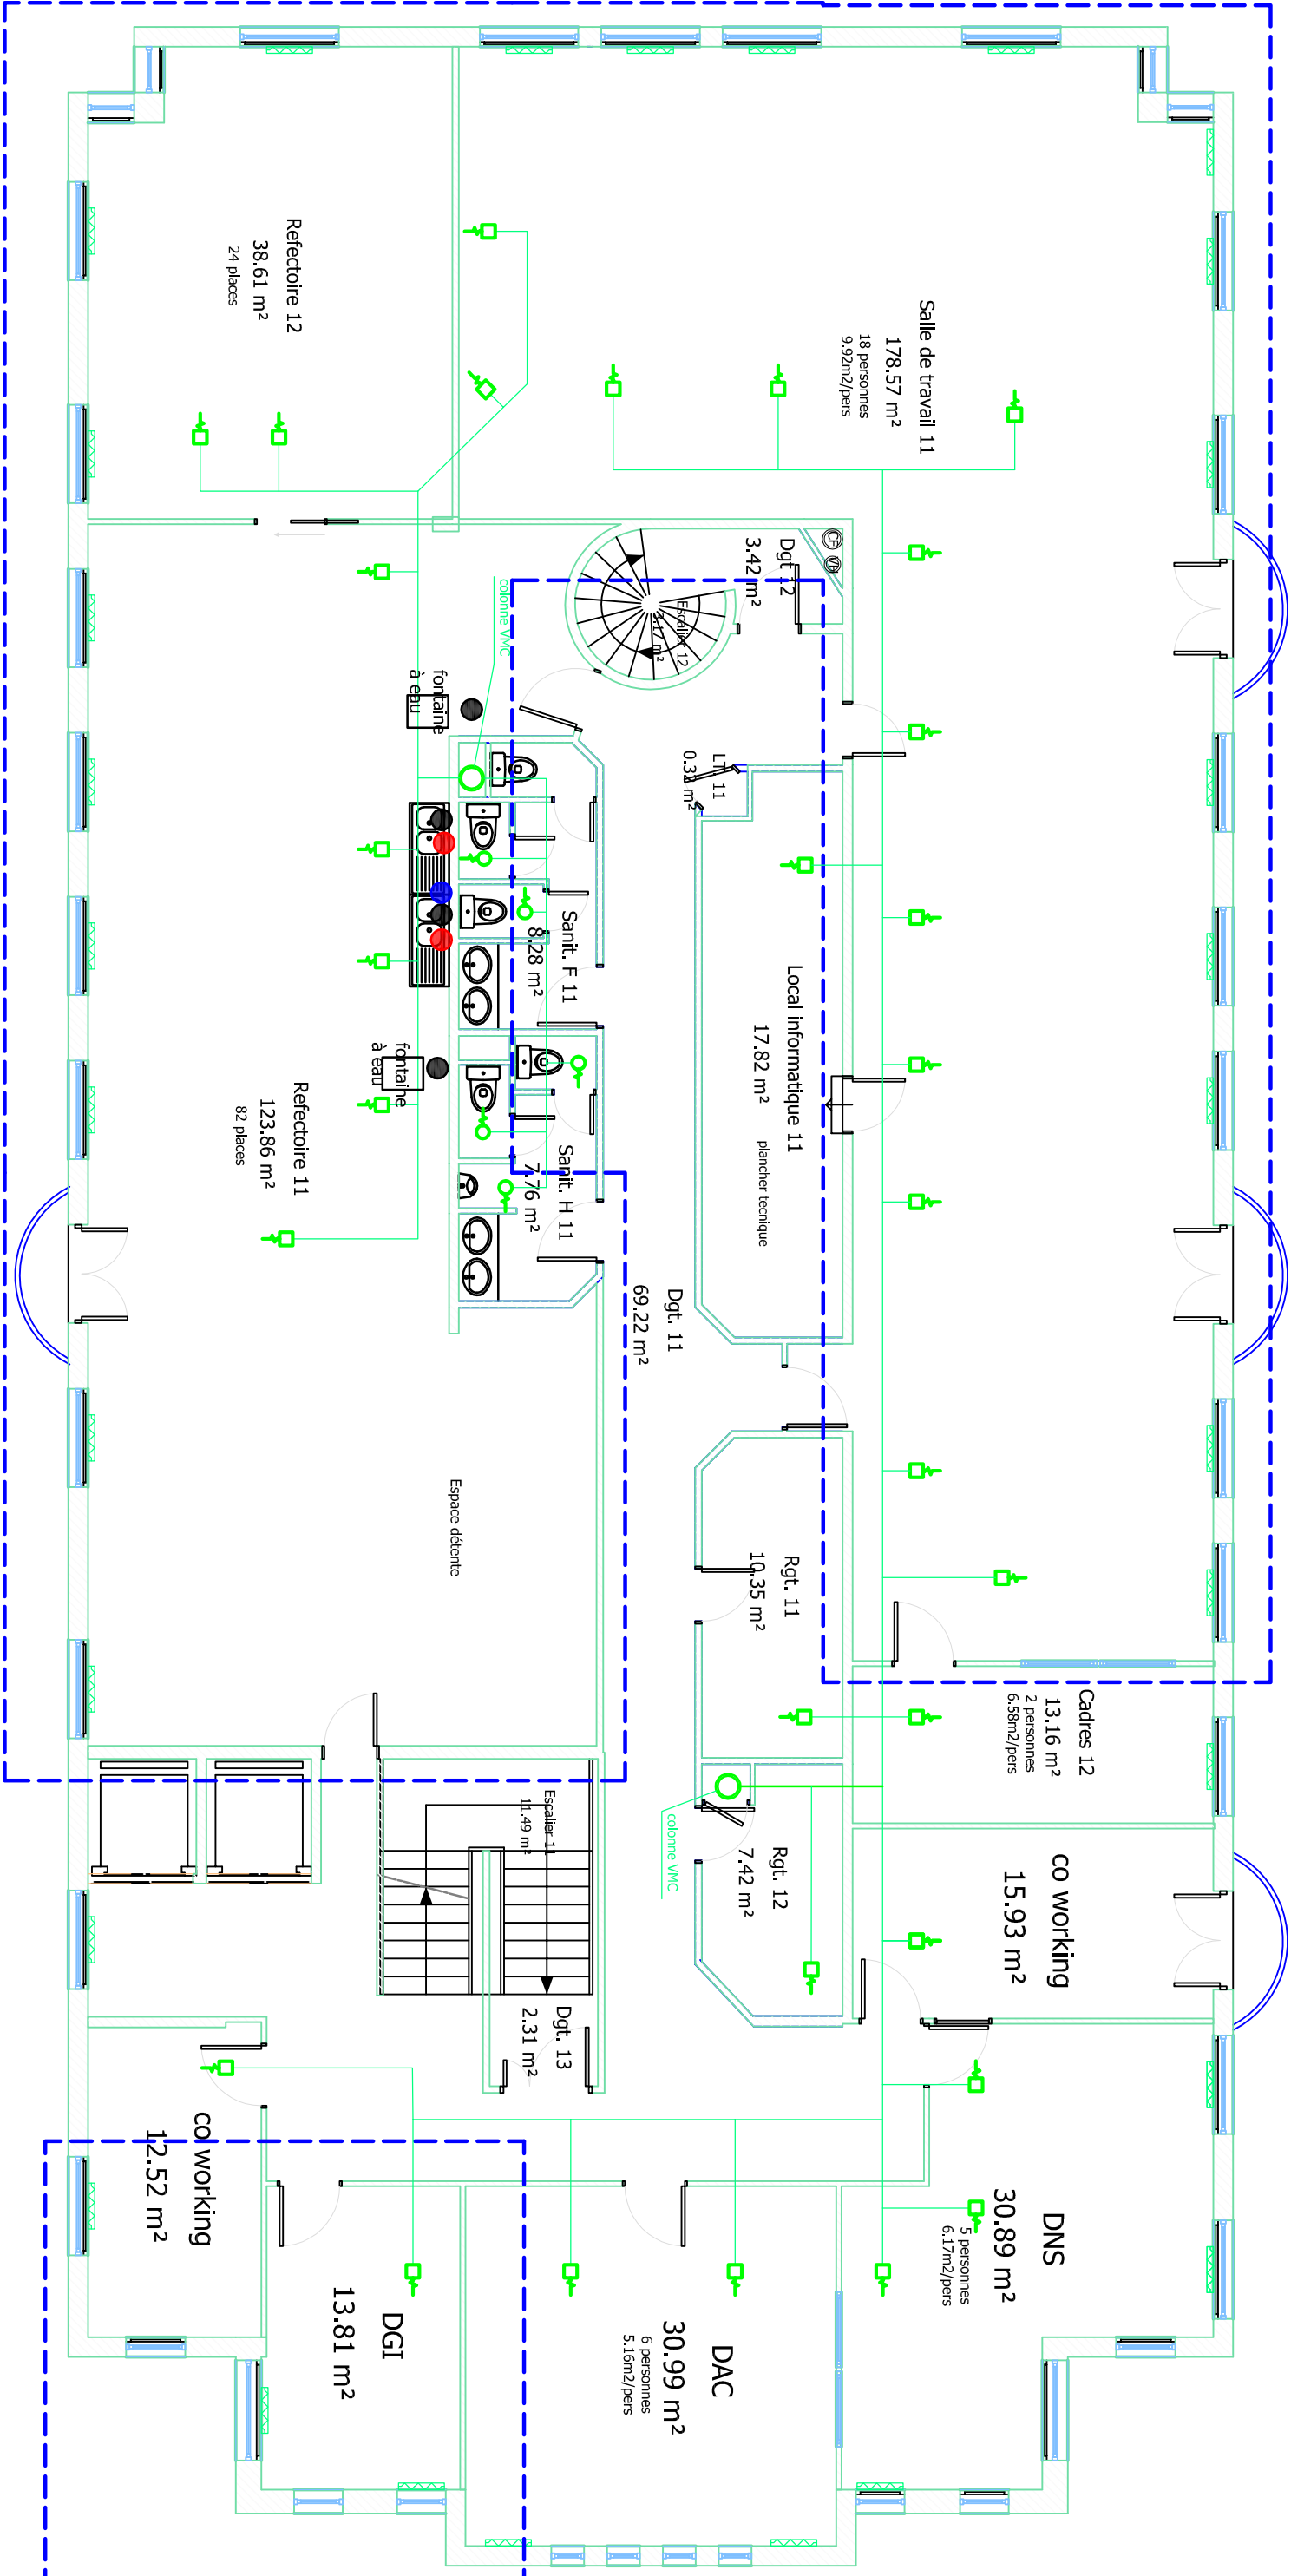 Refectoire 12
38.61 m²
24 places
Salle de travail 11
178.57 m²
18 personnes
9.92m2/pers
CF
VH
Dgt 12
3.42 m²
Escalier 12
colonne VMC
fontaine
à eau
LT. 11
0.32 m²
Sanit. F 11
8.28 m²
Local informatique 11
17.82 m²
plancher tecnique
fontaine
à eau
Refectoire 11
123.86 m²
82 places
Sanit. H 11
7.76 m²
Dgt. 11
69.22 m²
Espace détente
Rgt. 11
10.35 m²
Cadres 12
13.16 m²
2 personnes
6.58m2/pers
Escalier 11
11.49 m²
colonne VMC
Rgt. 12
7.42 m²
co working
15.93 m²
Dgt. 13
2.31 m²
co working
12.52 m²
DNS
30.89 m²
5 personnes
6.17m2/pers
DGI
13.81 m²
DAC
30.99 m²
6 personnes
5.16m2/pers